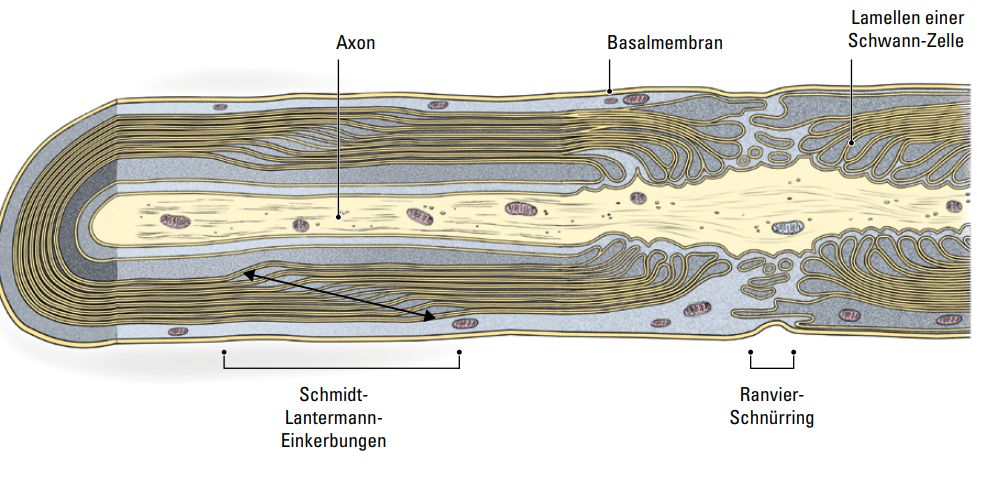 Axon
Basalmembran
Lamellen einer
Schwann-Zelle
Schmidt-
Lantermann-
Einkerbungen
Ranvier-
Schnürring